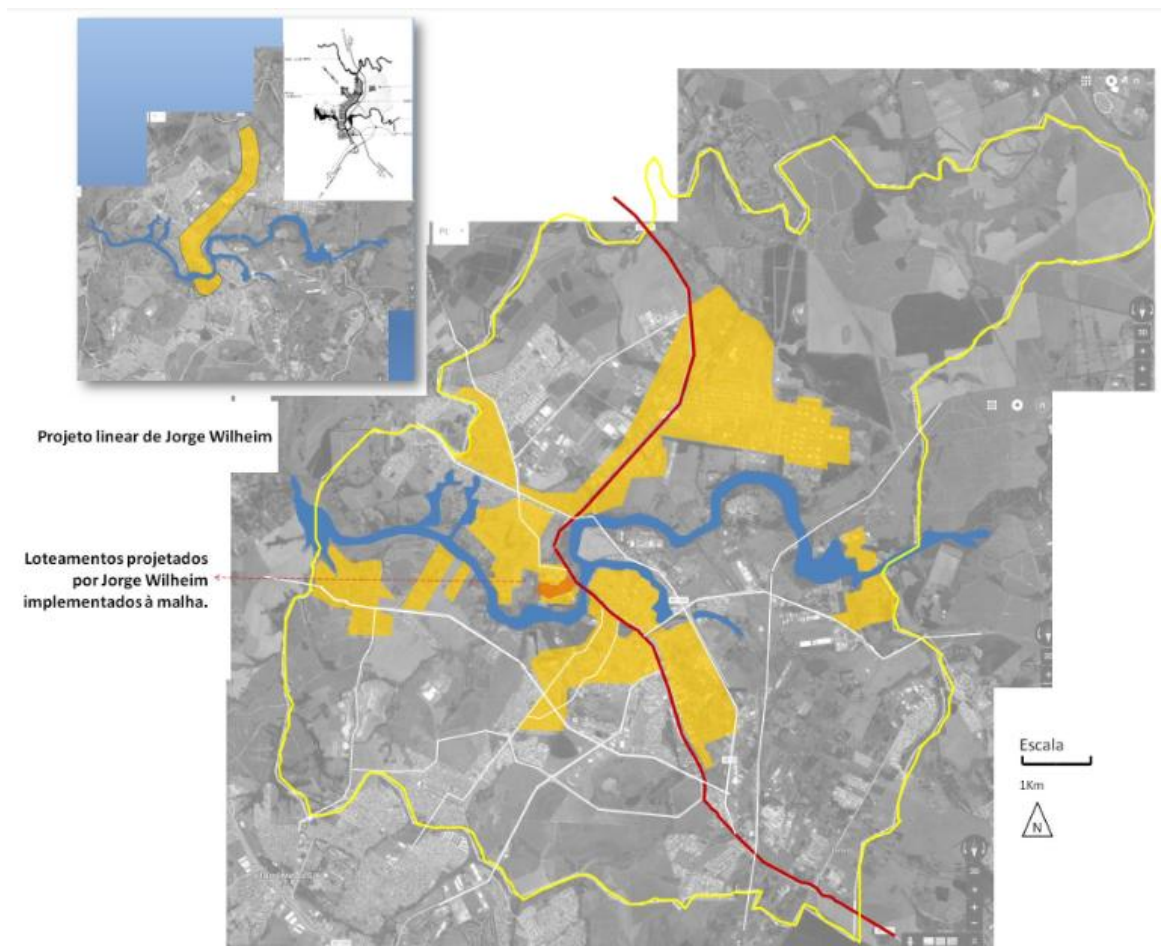 Projeto linear de Jorge Wilheim
Loteamentos projetados
por Jorge Wilheim
implementados à malha.
Escala
1Km
N